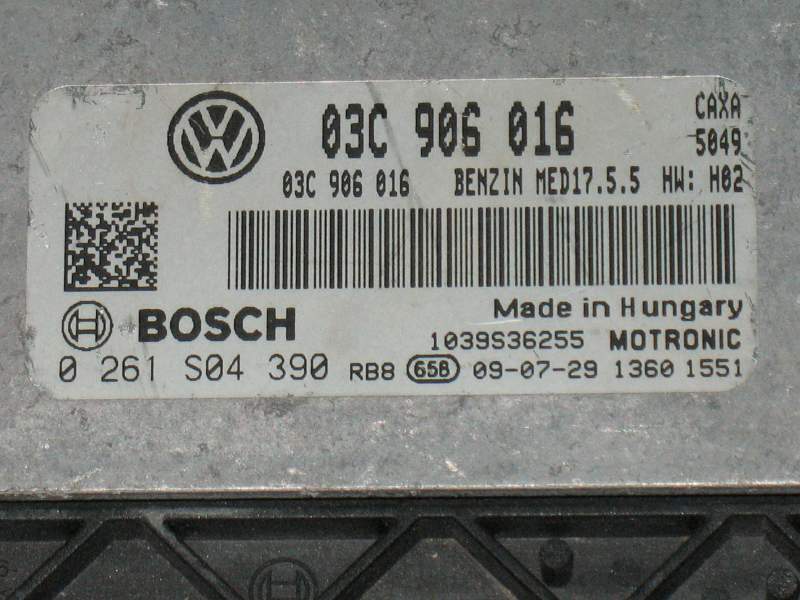 VW 03C 906 016 CAXA
5049
03C 906 016 BENZIN MED17.5.5 HW: H02
Made in Hungary
BOSCH 1039S36255 MOTRONIC
0 261 S04 390 RB8 658 09-07-29 1360 1551